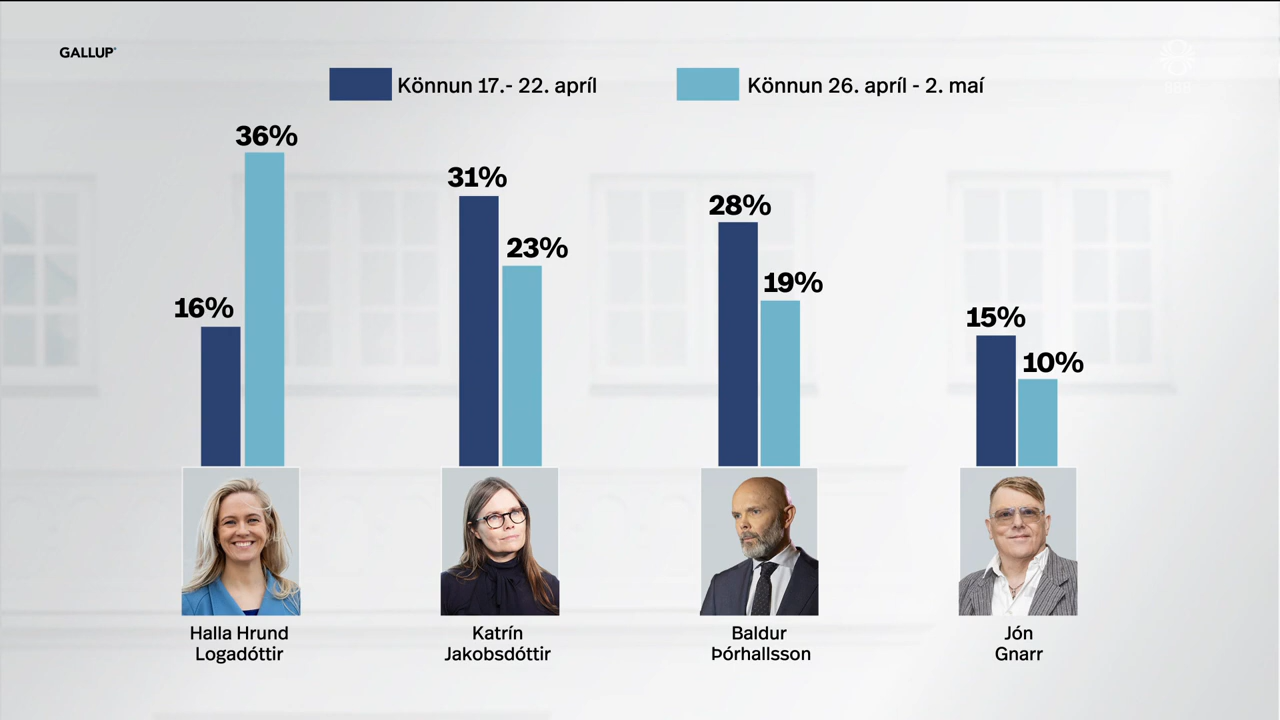 GALLUP
Könnun 17.- 22. apríl
Könnun 26. apríl - 2. maí
16%
36%
31%
23%
28%
19%
15%
10%
Halla Hrund
Logadóttir
Katrín
Jakobsdóttir
Baldur
Þórhallsson
Jón
Gnarr